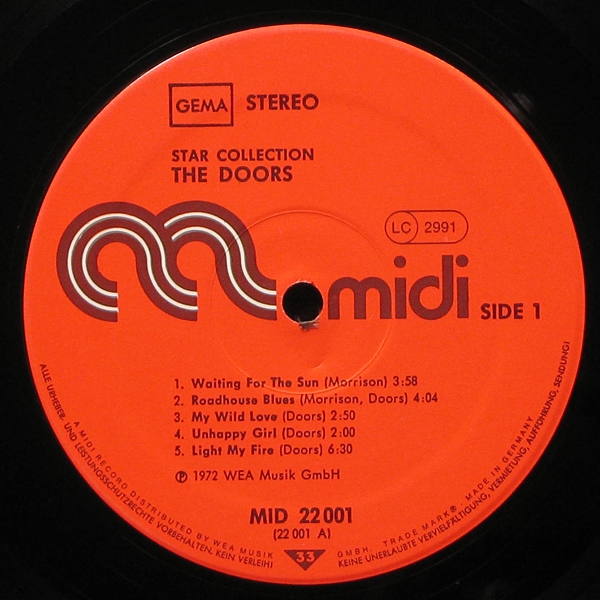 GEMA STEREO
STAR COLLECTION
THE DOORS
LC 2991
midi SIDE 1
1. Waiting For The Sun (Morrison) 3:58
2. Roadhouse Blues (Morrison, Doors) 4:04
3. My Wild Love (Doors) 2:50
4. Unhappy Girl (Doors) 2:00
5. Light My Fire (Doors) 6:30
℗ 1972 WEA Musik GmbH
MID 22 001
(22 001 A)
33
A MIDI RECORD DISTRIBUTED BY WEA MUSIK GMBH. TRADE MARK® - MADE IN GERMANY
ALLE URHEBER- UND LEISTUNGSSCHUTZRECHTE VORBEHALTEN. KEIN VERLEIH! KEINE UNERLAUBTE VERVIELFÄLTIGUNG, VERMIETUNG, AUFFÜHRUNG, SENDUNG!